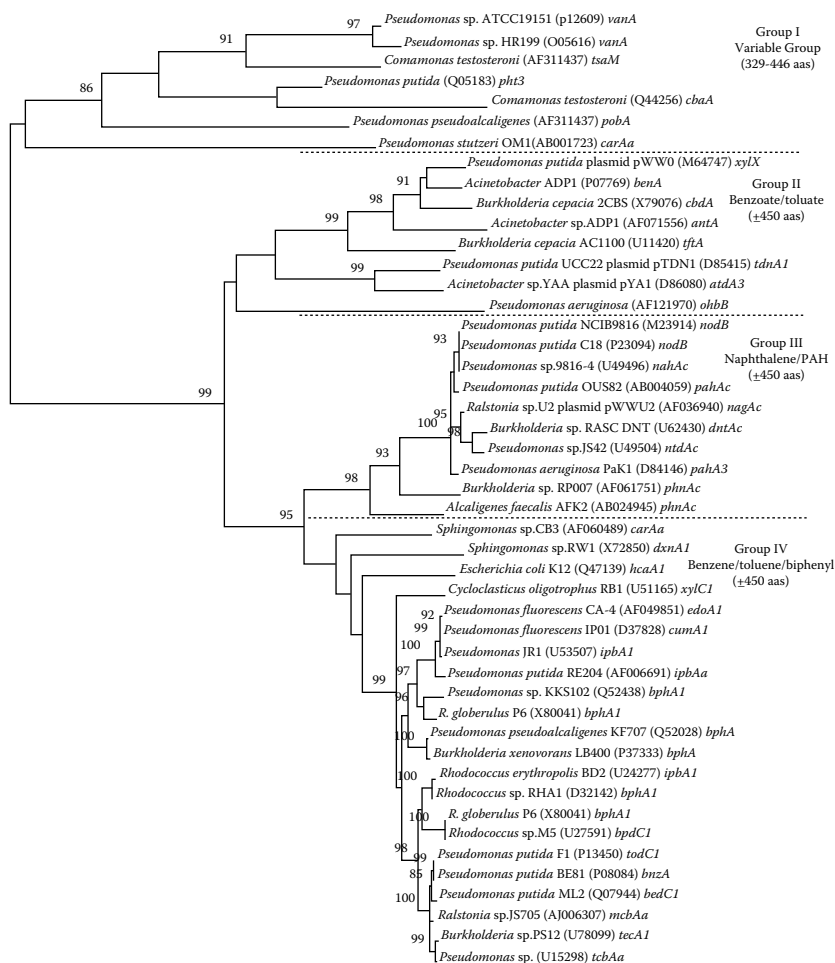 97
Pseudomonas sp. ATCC19151 (p12609) vanA
91
Pseudomonas sp. HR199 (O05616) vanA
Comamonas testosteroni (AF311437) tsaM
86
Pseudomonas putida (Q05183) pht3
Comamonas testosteroni (Q44256) cbaA
Pseudomonas pseudoalcaligenes (AF311437) pobA
Pseudomonas stutzeri OM1(AB001723) carAa
Group I
Variable Group
(329-446 aas)
Pseudomonas putida plasmid pWW0 (M64747) xylX
91
Acinetobacter ADP1 (P07769) benA
98
Burkholderia cepacia 2CBS (X79076) cbdA
99
Acinetobacter sp.ADP1 (AF071556) antA
Burkholderia cepacia AC1100 (U11420) tftA
99
Pseudomonas putida UCC22 plasmid pTDN1 (D85415) tdnA1
Acinetobacter sp.YAA plasmid pYA1 (D86080) atdA3
Pseudomonas aeruginosa (AF121970) ohbB
Group II
Benzoate/toluate
(±450 aas)
Pseudomonas putida NCIB9816 (M23914) nodB
93
Pseudomonas putida C18 (P23094) nodB
Pseudomonas sp.9816-4 (U49496) nahAc
Pseudomonas putida OUS82 (AB004059) pahAc
99
95
Ralstonia sp.U2 plasmid pWWU2 (AF036940) nagAc
100
98
Burkholderia sp. RASC DNT (U62430) dntAc
Pseudomonas sp.JS42 (U49504) ntdAc
93
Pseudomonas aeruginosa PaK1 (D84146) pahA3
98
Burkholderia sp. RP007 (AF061751) phnAc
Alcaligenes faecalis AFK2 (AB024945) phnAc
95
Group III
Naphthalene/PAH
(±450 aas)
Sphingomonas sp.CB3 (AF060489) carAa
Sphingomonas sp.RW1 (X72850) dxnA1
Escherichia coli K12 (Q47139) hcaA1
Cycloclasticus oligotrophus RB1 (U51165) xylC1
Group IV
Benzene/toluene/biphenyl
(±450 aas)
92
Pseudomonas fluorescens CA-4 (AF049851) edoA1
99
Pseudomonas fluorescens IP01 (D37828) cumA1
100
Pseudomonas JR1 (U53507) ipbA1
97
Pseudomonas putida RE204 (AF006691) ipbAa
99
96
Pseudomonas sp. KKS102 (Q52438) bphA1
R. globerulus P6 (X80041) bphA1
100
Pseudomonas pseudoalcaligenes KF707 (Q52028) bphA
Burkholderia xenovorans LB400 (P37333) bphA
100
Rhodococcus erythropolis BD2 (U24277) ipbA1
Rhodococcus sp. RHA1 (D32142) bphA1
100
R. globerulus P6 (X80041) bphA1
Rhodococcus sp.M5 (U27591) bpdC1
98
99
Pseudomonas putida F1 (P13450) todC1
85
Pseudomonas putida BE81 (P08084) bnzA
100
Pseudomonas putida ML2 (Q07944) bedC1
Ralstonia sp.JS705 (AJ006307) mcbAa
99
Burkholderia sp.PS12 (U78099) tecA1
Pseudomonas sp. (U15298) tcbAa